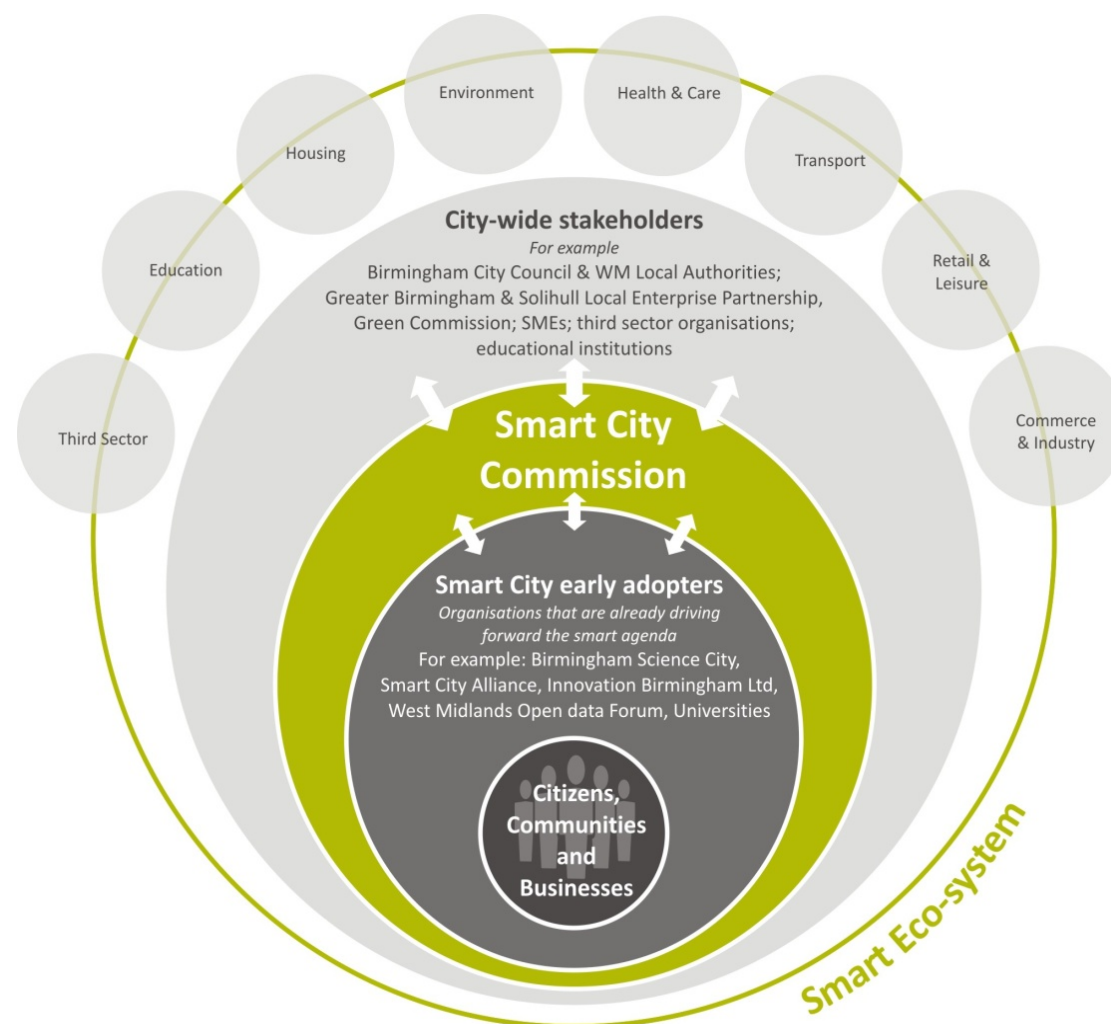 Environment
Health & Care
Housing
Transport
Education
Retail &
Leisure
Third Sector
Commerce
& Industry
City-wide stakeholders
For example
Birmingham City Council & WM Local Authorities;
Greater Birmingham & Solihull Local Enterprise Partnership,
Green Commission; SMEs; third sector organisations;
educational institutions
Smart City
Commission
Smart City early adopters
Organisations that are already driving
forward the smart agenda
For example: Birmingham Science City,
Smart City Alliance, Innovation Birmingham Ltd,
West Midlands Open data Forum, Universities
Citizens,
Communities
and
Businesses
Smart Eco-system